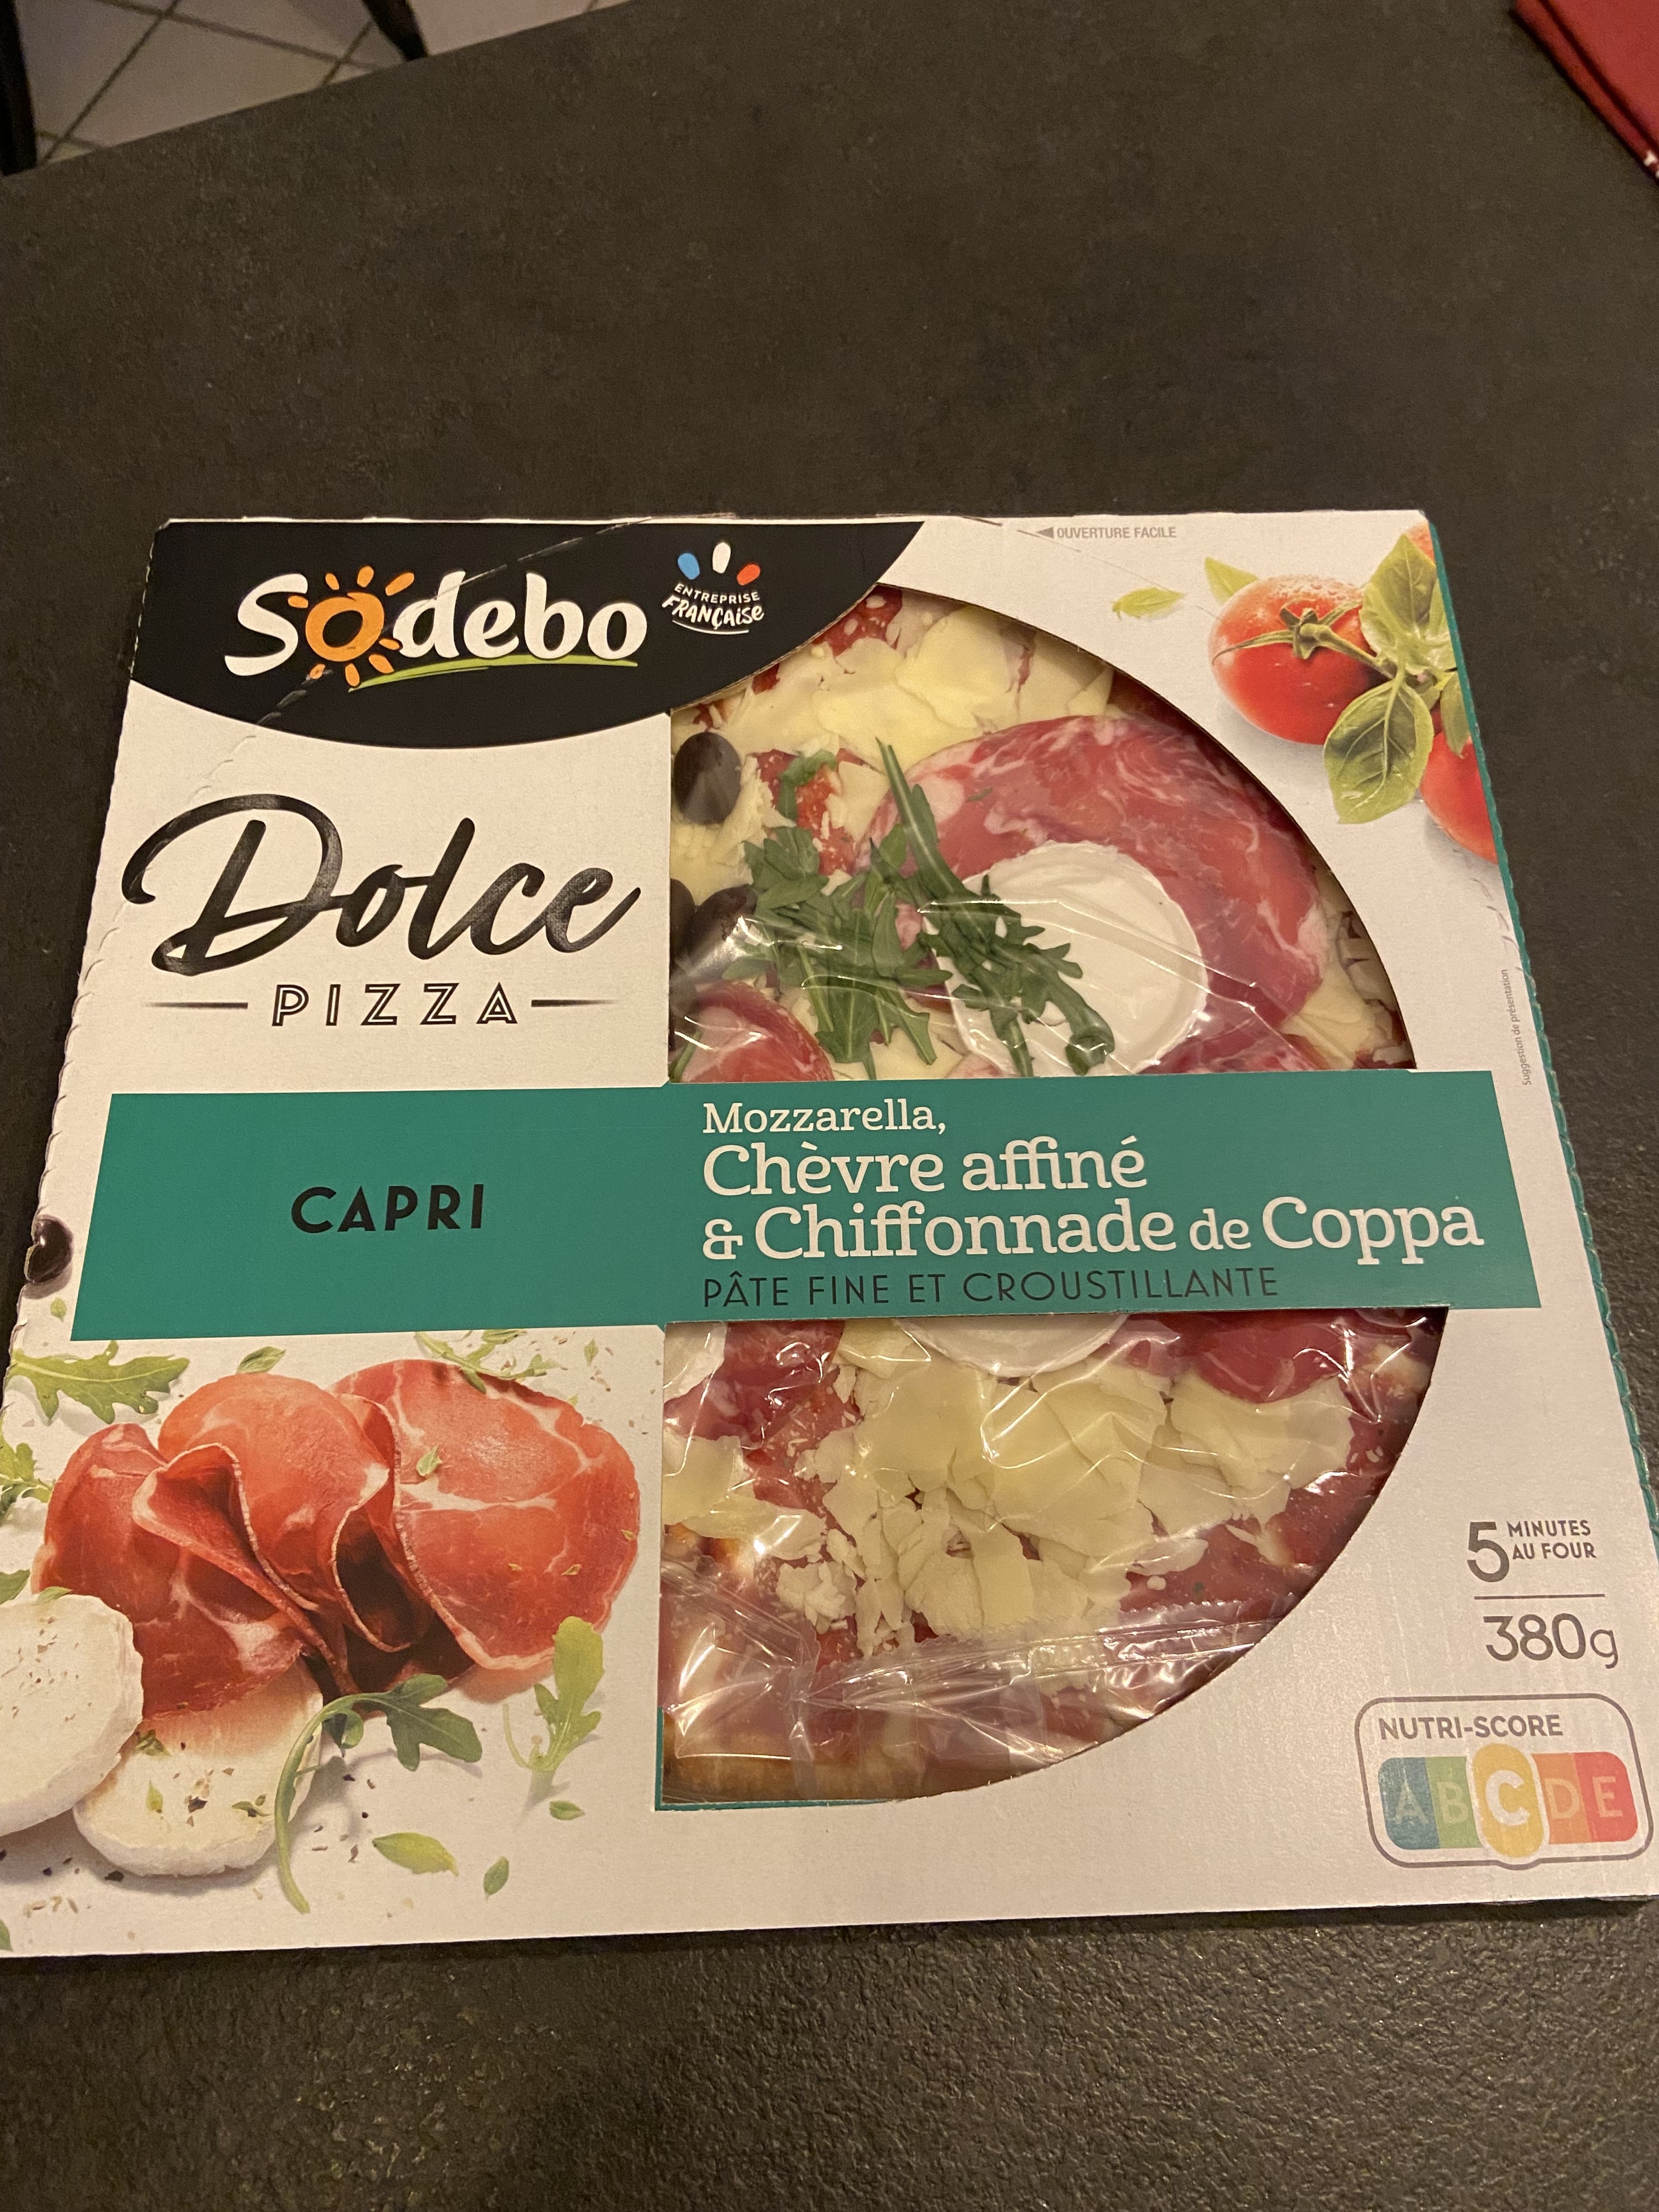 Sodebo
ENTREPRISE
FRANÇAISE
OUVERTURE FACILE
Dolce
PIZZA
CAPRI
Mozzarella,
Chèvre affiné
& Chiffonnade de Coppa
PÂTE FINE ET CROUSTILLANTE
Suggestion de présentation
5 MINUTES
AU FOUR
380g
NUTRI-SCORE
A B C D E